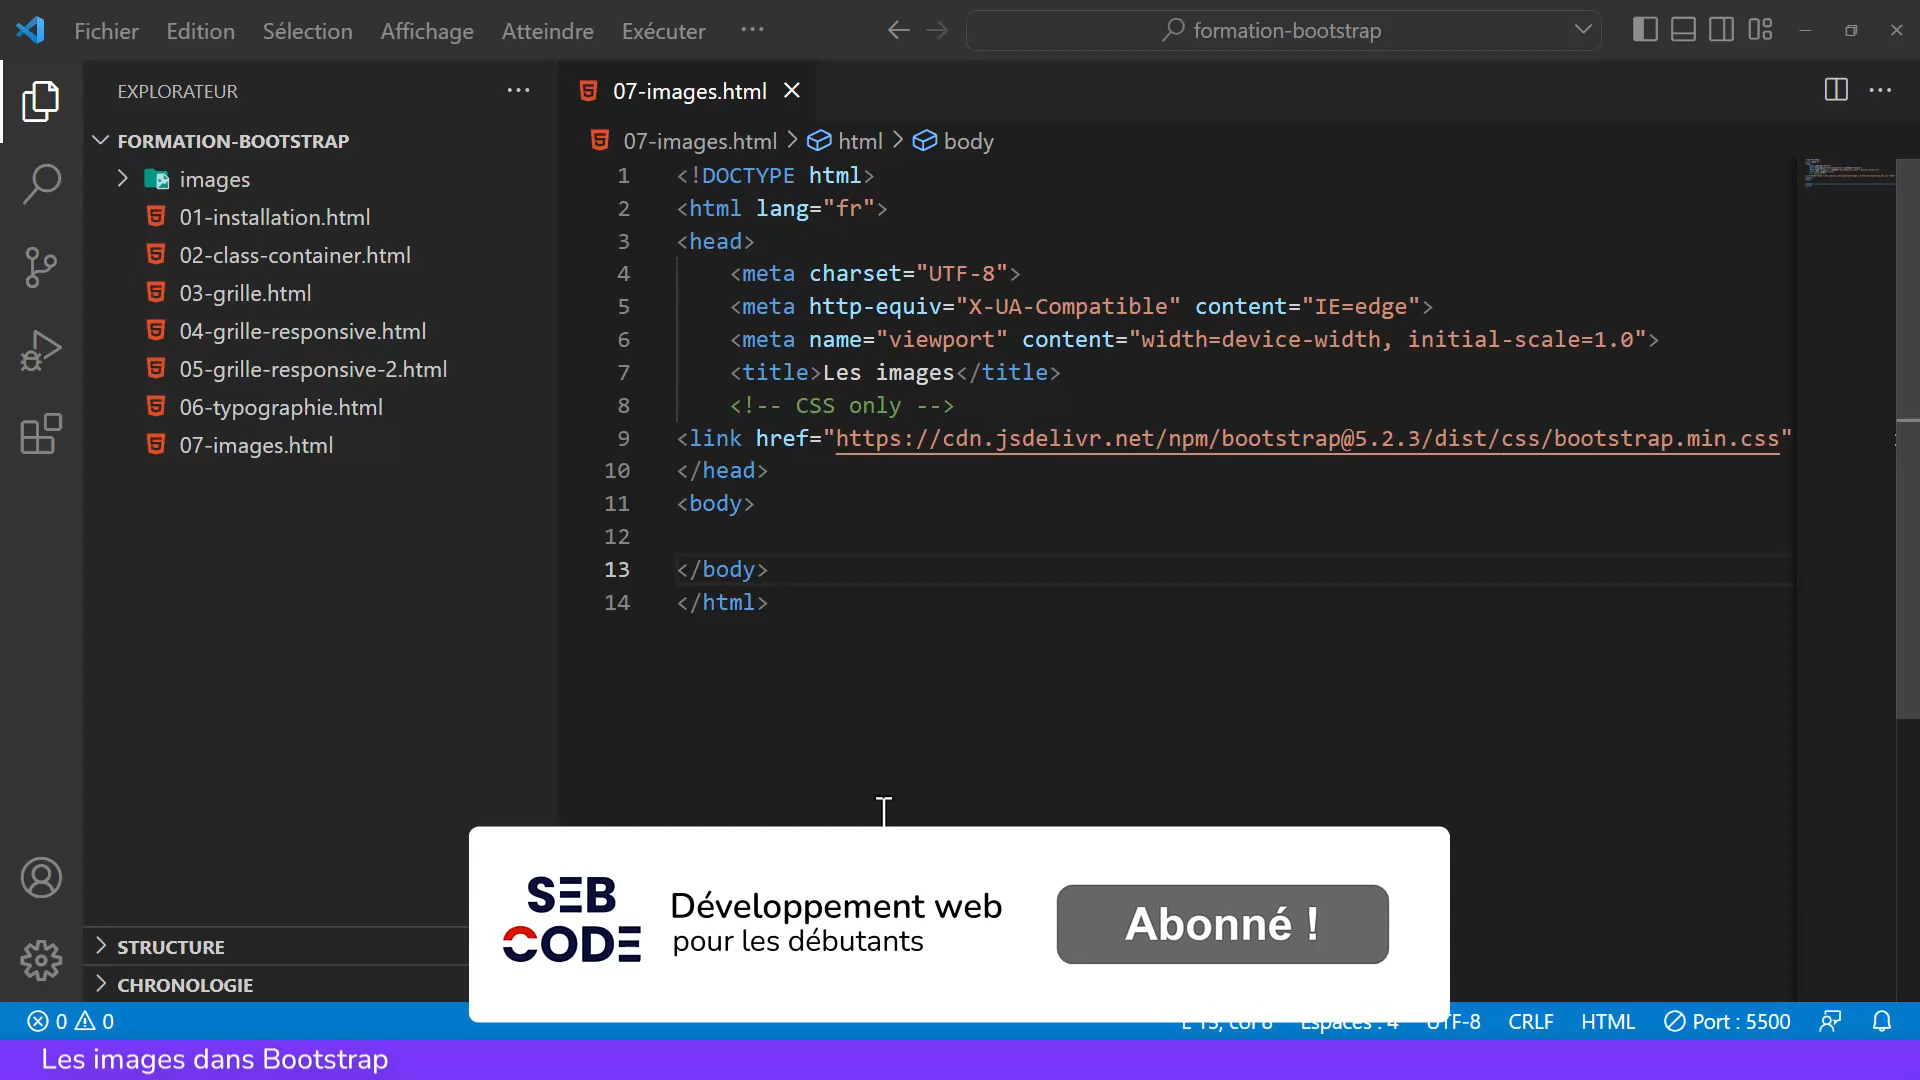 Fichier Edition Sélection Affichage Atteindre Exécuter ··· formation-bootstrap
EXPLORATEUR ···
FORMATION-BOOTSTRAP
images
01-installation.html
02-class-container.html
03-grille.html
04-grille-responsive.html
05-grille-responsive-2.html
06-typographie.html
07-images.html
STRUCTURE
CHRONOLOGIE
07-images.html
07-images.html > html > body
1 <!DOCTYPE html>
2 <html lang="fr">
3 <head>
4 <meta charset="UTF-8">
5 <meta http-equiv="X-UA-Compatible" content="IE=edge">
6 <meta name="viewport" content="width=device-width, initial-scale=1.0">
7 <title>Les images</title>
8 <!-- CSS only -->
9 <link href="https://cdn.jsdelivr.net/npm/bootstrap@5.2.3/dist/css/bootstrap.min.css"
10 </head>
11 <body>
12
13 </body>
14 </html>
SEB
CODE
Développement web
pour les débutants
Abonné !
0 0 UTF-8 CRLF HTML Port : 5500
Les images dans Bootstrap